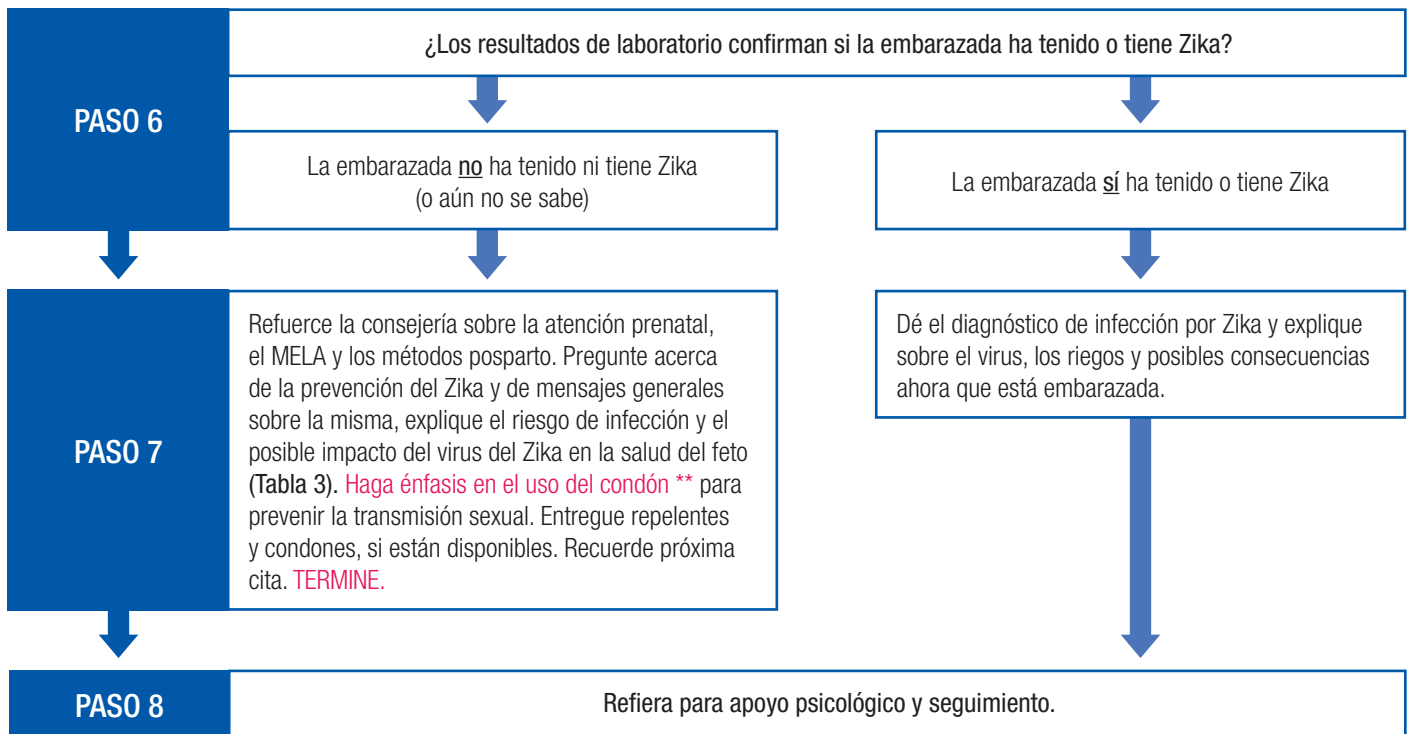 PASO 6
¿Los resultados de laboratorio confirman si la embarazada ha tenido o tiene Zika?
La embarazada no ha tenido ni tiene Zika
(o aún no se sabe)
La embarazada sí ha tenido o tiene Zika
PASO 7
Refuerce la consejería sobre la atención prenatal,
el MELA y los métodos posparto. Pregunte acerca
de la prevención del Zika y de mensajes generales
sobre la misma, explique el riesgo de infección y el
posible impacto del virus del Zika en la salud del feto
(Tabla 3). Haga énfasis en el uso del condón ** para
prevenir la transmisión sexual. Entregue repelentes
y condones, si están disponibles. Recuerde próxima
cita. TERMINE.
Dé el diagnóstico de infección por Zika y explique
sobre el virus, los riegos y posibles consecuencias
ahora que está embarazada.
PASO 8
Refiera para apoyo psicológico y seguimiento.